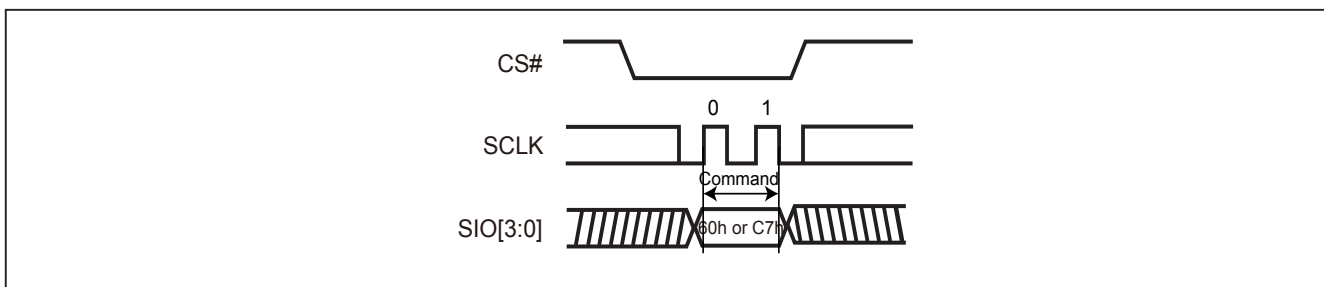 CS#
0 1
SCLK
Command
SIO[3:0]
60h or C7h